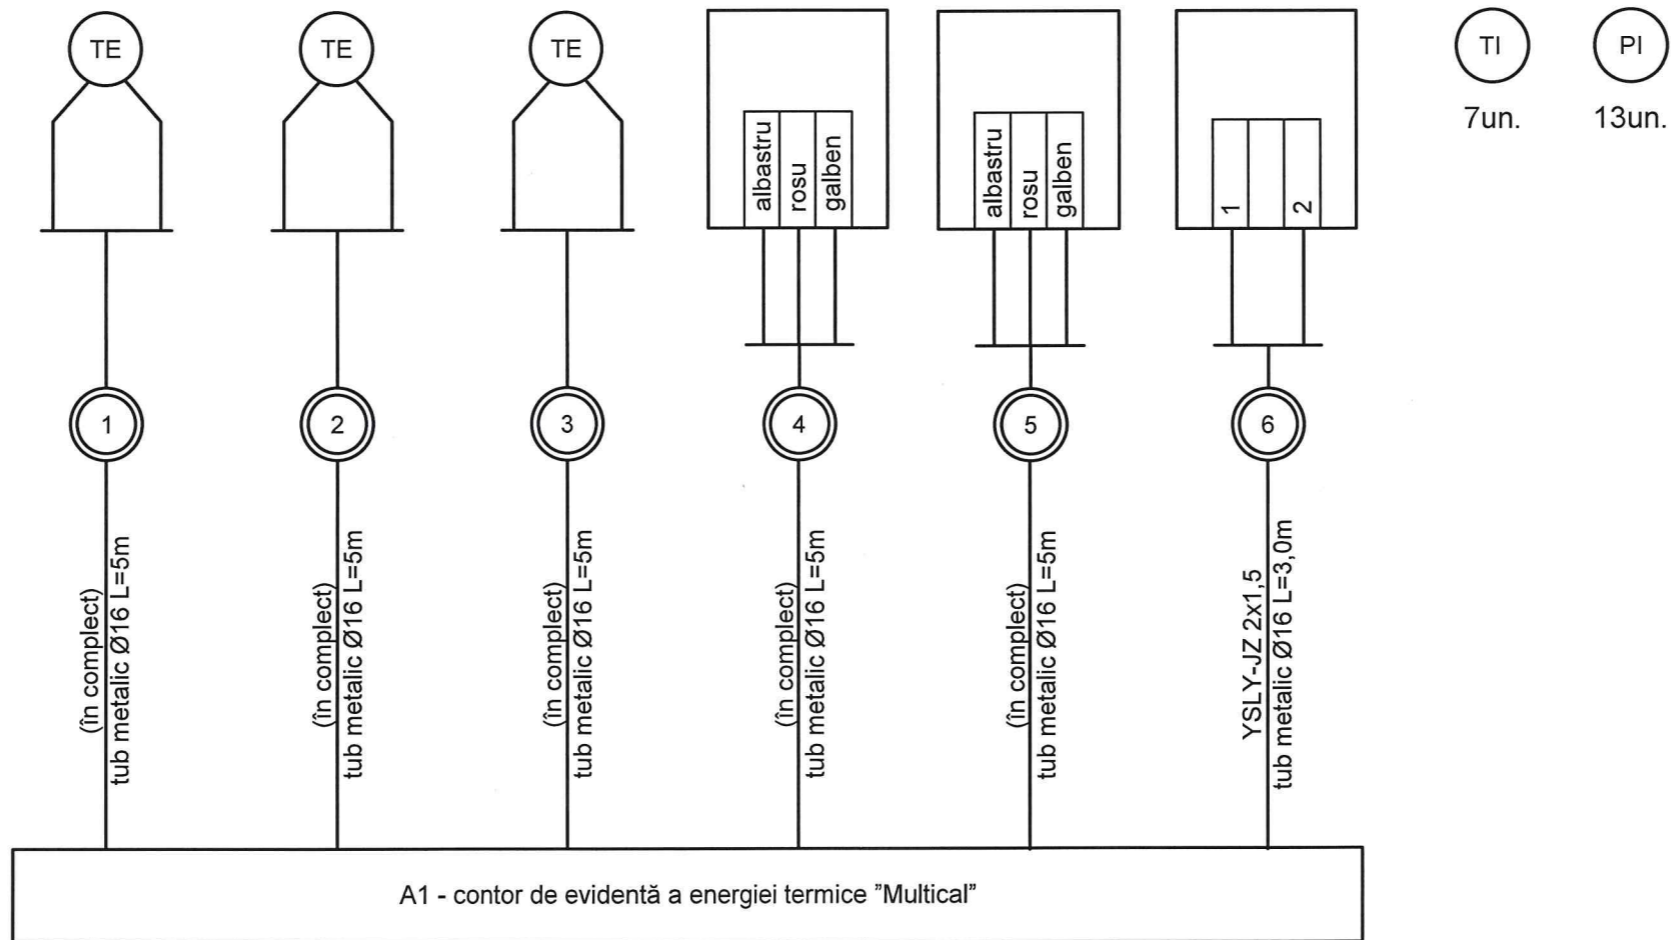 TE
TE
TE
TI
PI
7un.
13un.
albastru
rosu
galben
albastru
rosu
galben
1
2
1
2
3
4
5
6
(în complect)
tub metalic Ø16 L=5m
(în complect)
tub metalic Ø16 L=5m
(în complect)
tub metalic Ø16 L=5m
(în complect)
tub metalic Ø16 L=5m
(în complect)
tub metalic Ø16 L=5m
YSLY-JZ 2x1,5
tub metalic Ø16 L=3,0m
A1 - contor de evidentă a energiei termice ”Multical”